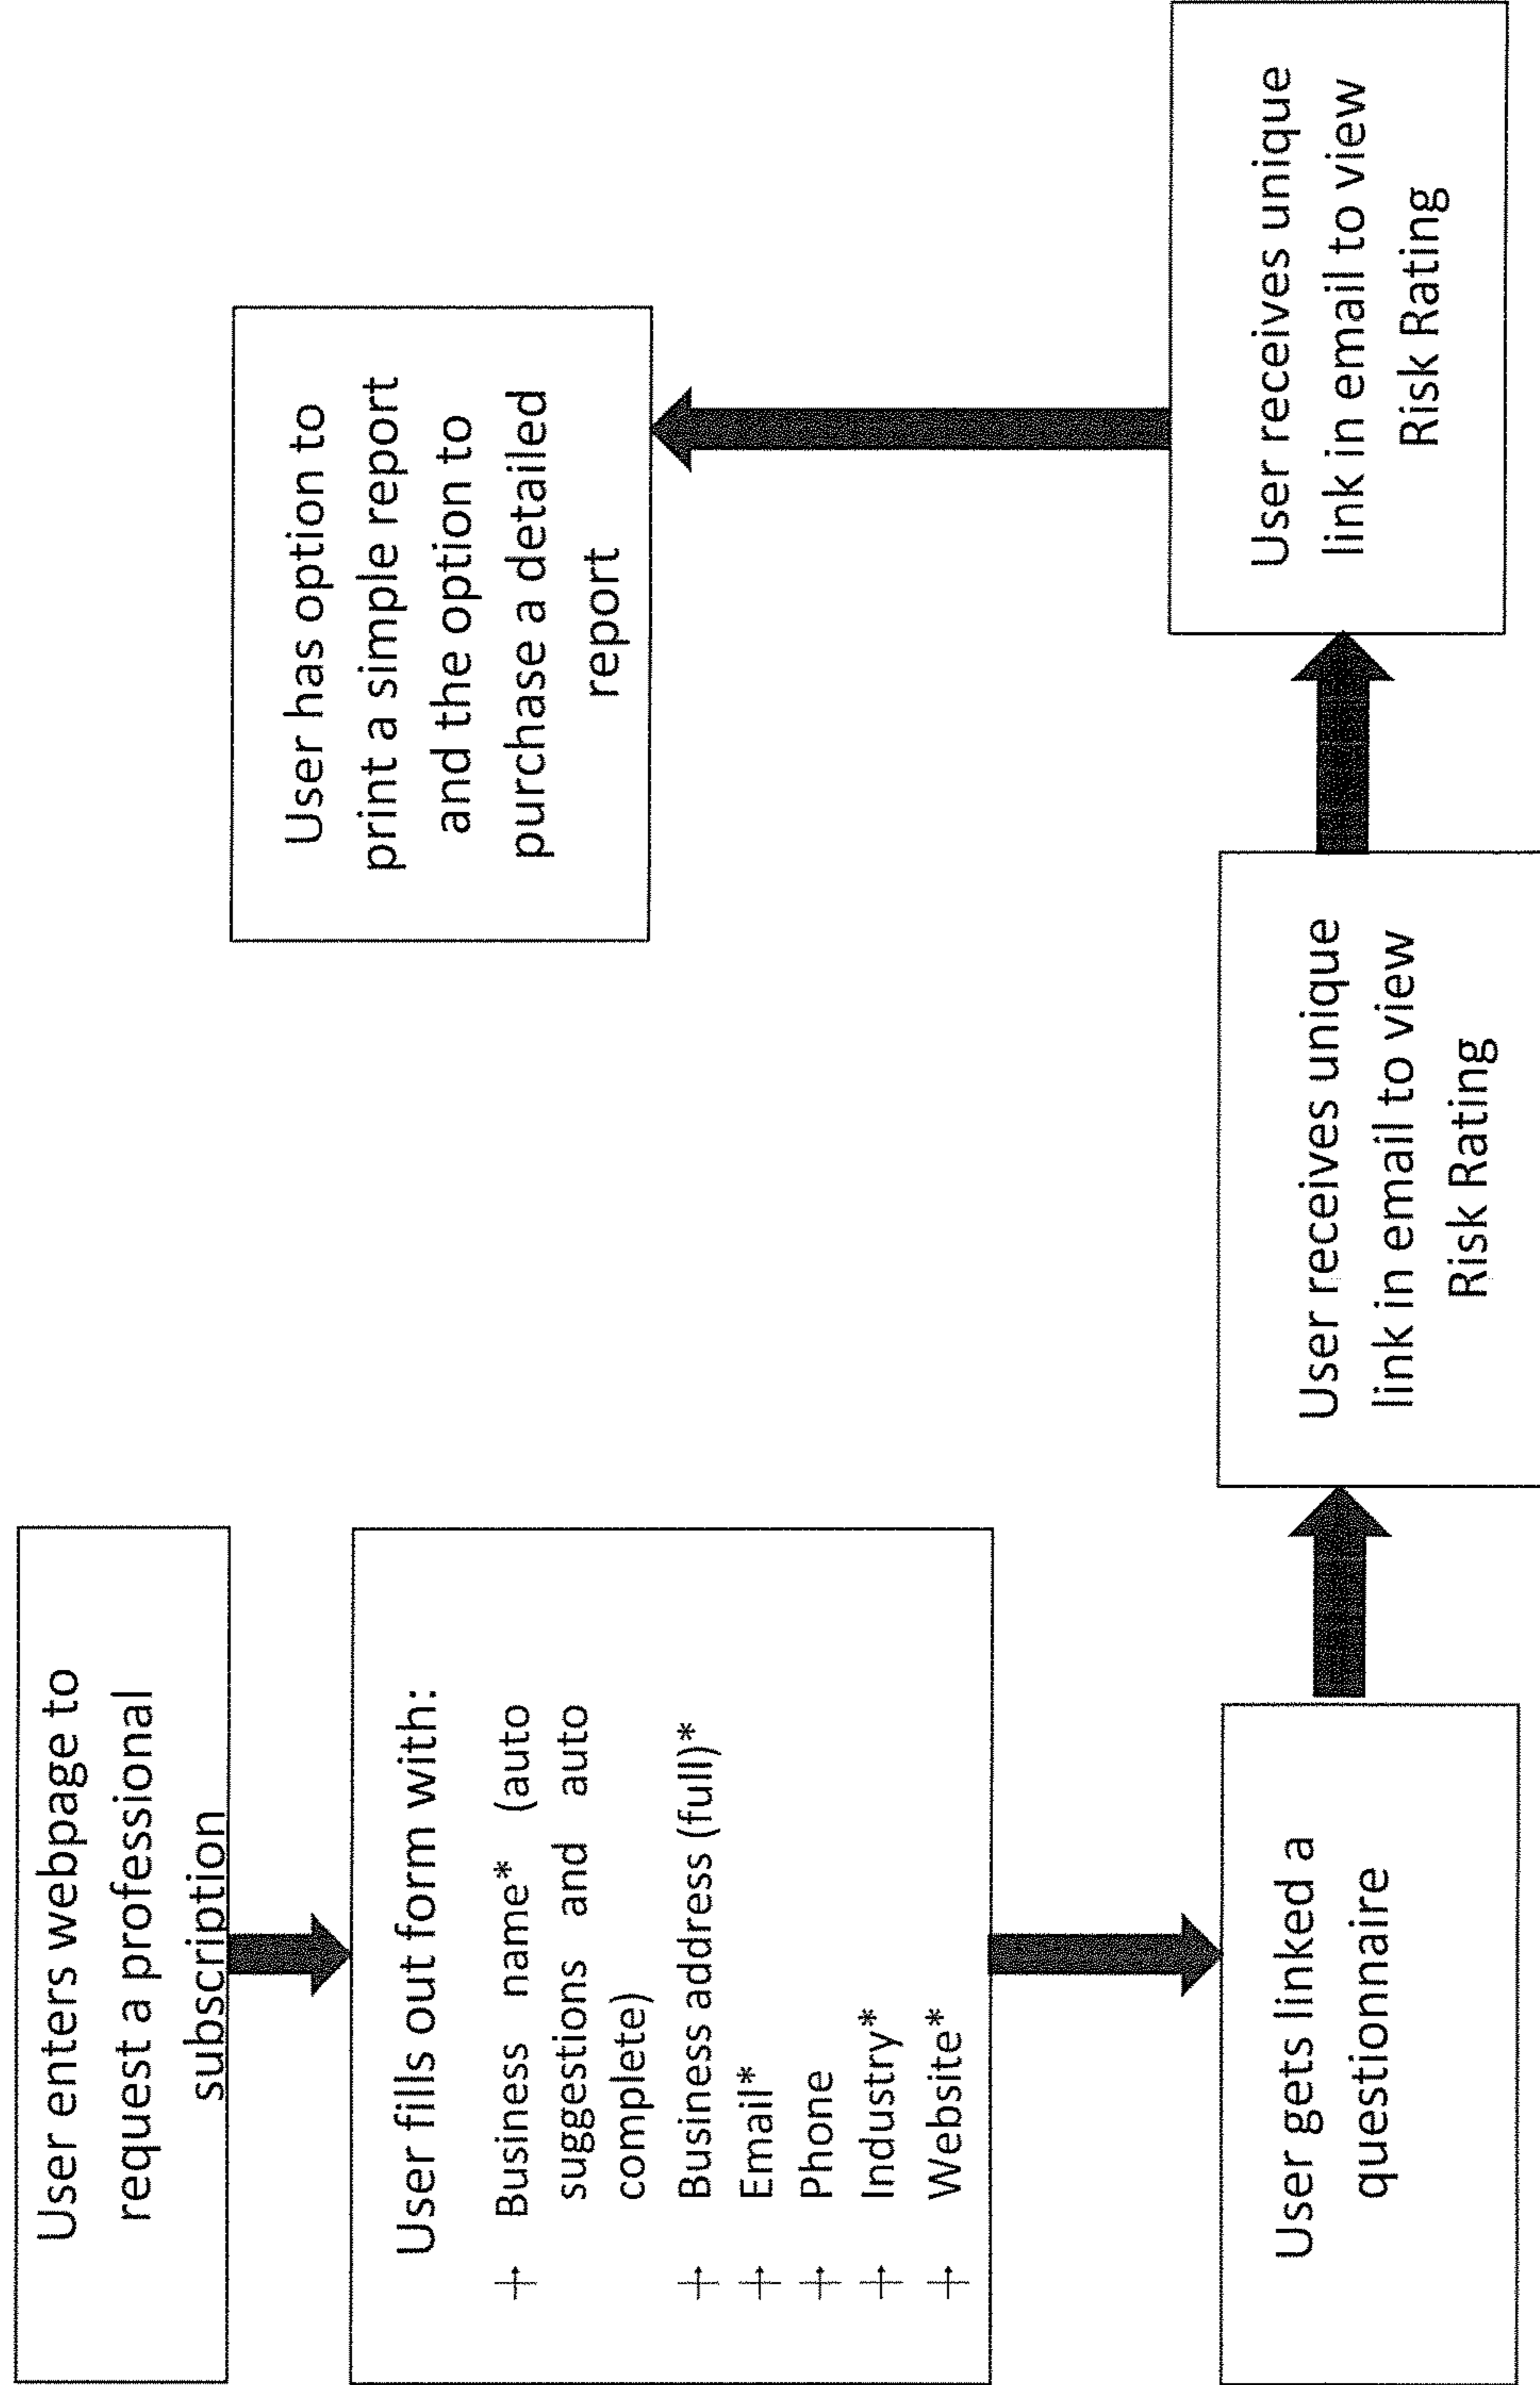 User enters webpage to
request a professional
subscription
User fills out form with:
Business name* (auto
suggestions and auto
complete)
Business address (full)*
Email*
Phone
Industry*
Website*
User gets linked a
questionnaire
User receives unique
link in email to view
Risk Rating
User receives unique
link in email to view
Risk Rating
User has option to
print a simple report
and the option to
purchase a detailed
report